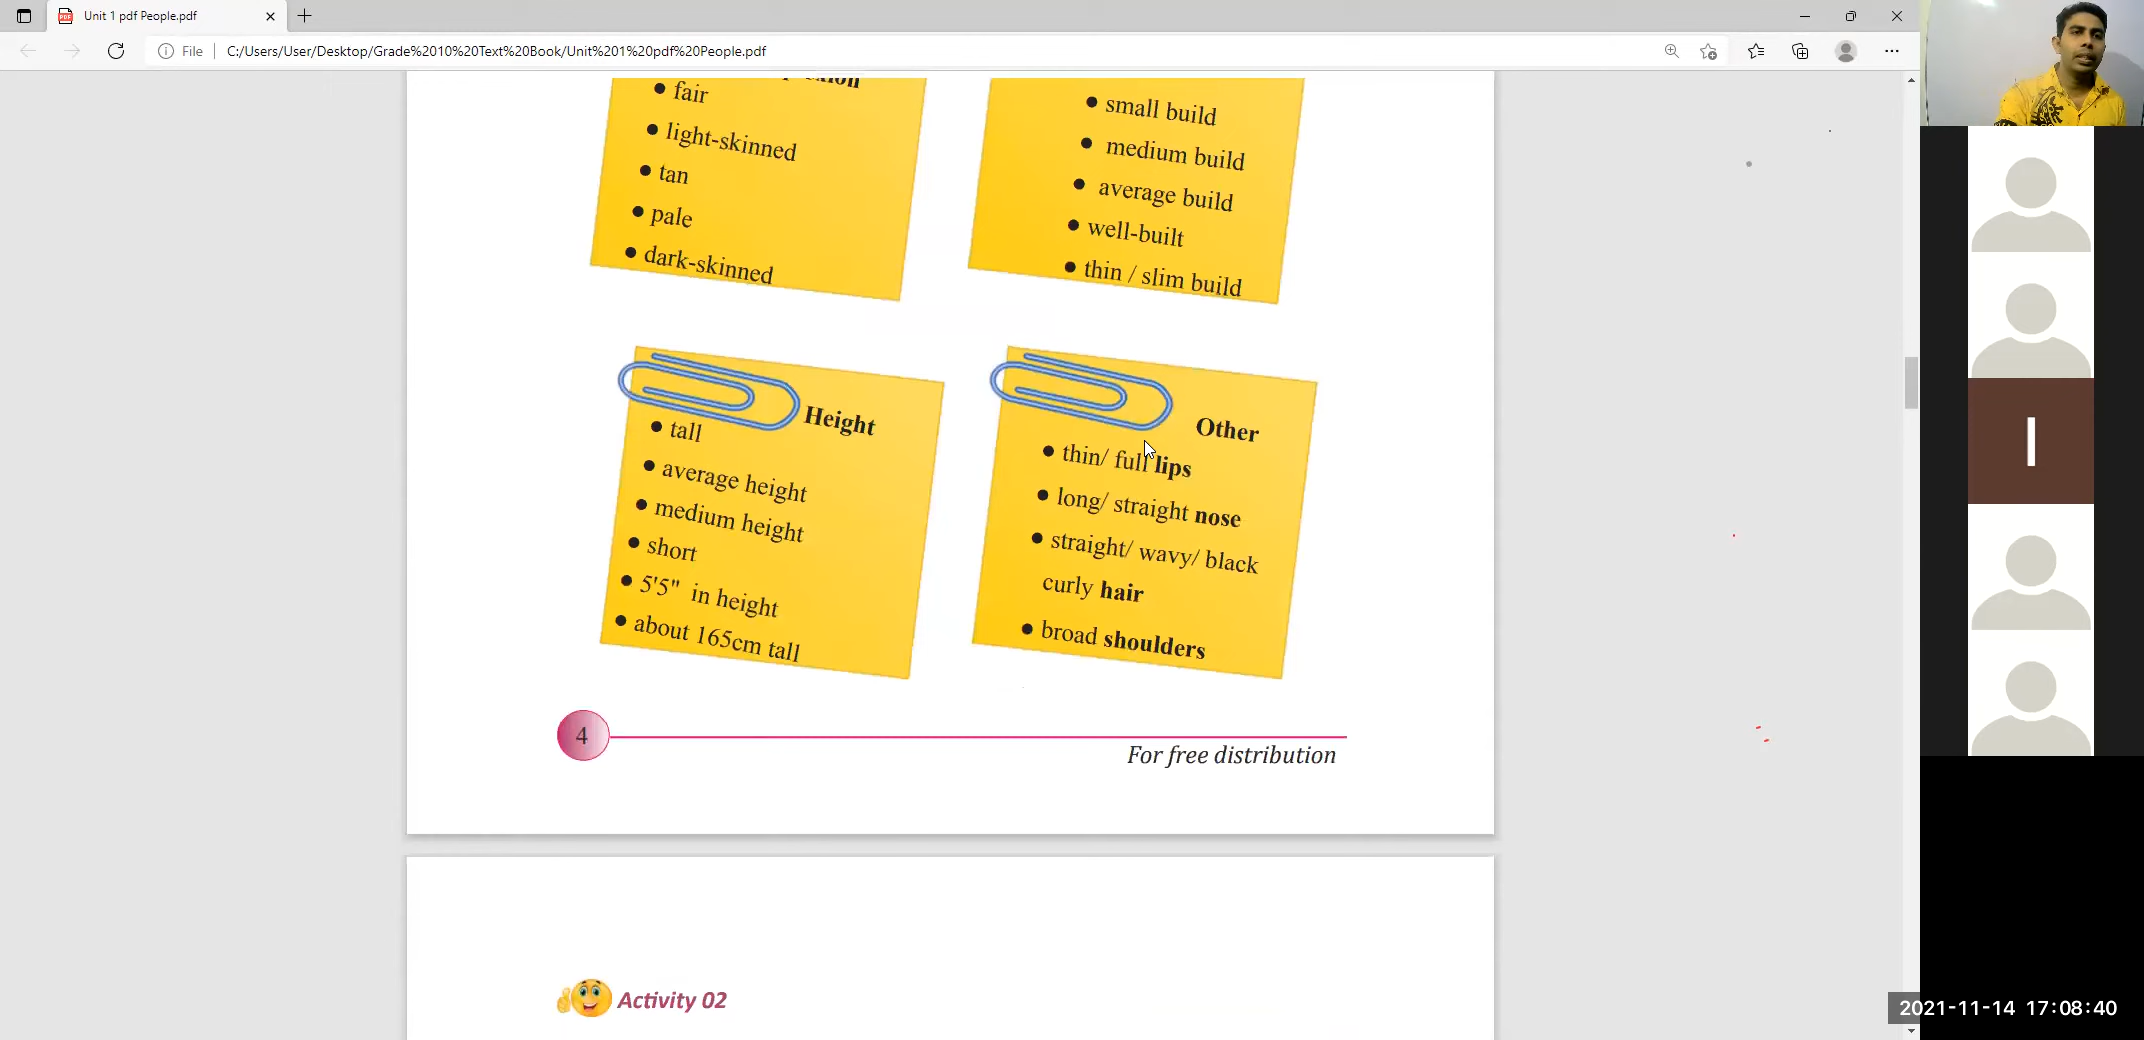 Unit 1 pdf People.pdf
File
C:/Users/User/Desktop/Grade%2010%20Text%20Book/Unit%201%20pdf%20People.pdf
• fair
• light-skinned
• tan
• pale
• dark-skinned
• small build
• medium build
• average build
• well-built
• thin / slim build
Height
• tall
• average height
• medium height
• short
• 5'5" in height
• about 165cm tall
Other
• thin/ full lips
• long/ straight nose
• straight/ wavy/ black
curly hair
• broad shoulders
4
For free distribution
Activity 02
I
2021-11-14 17:08:40